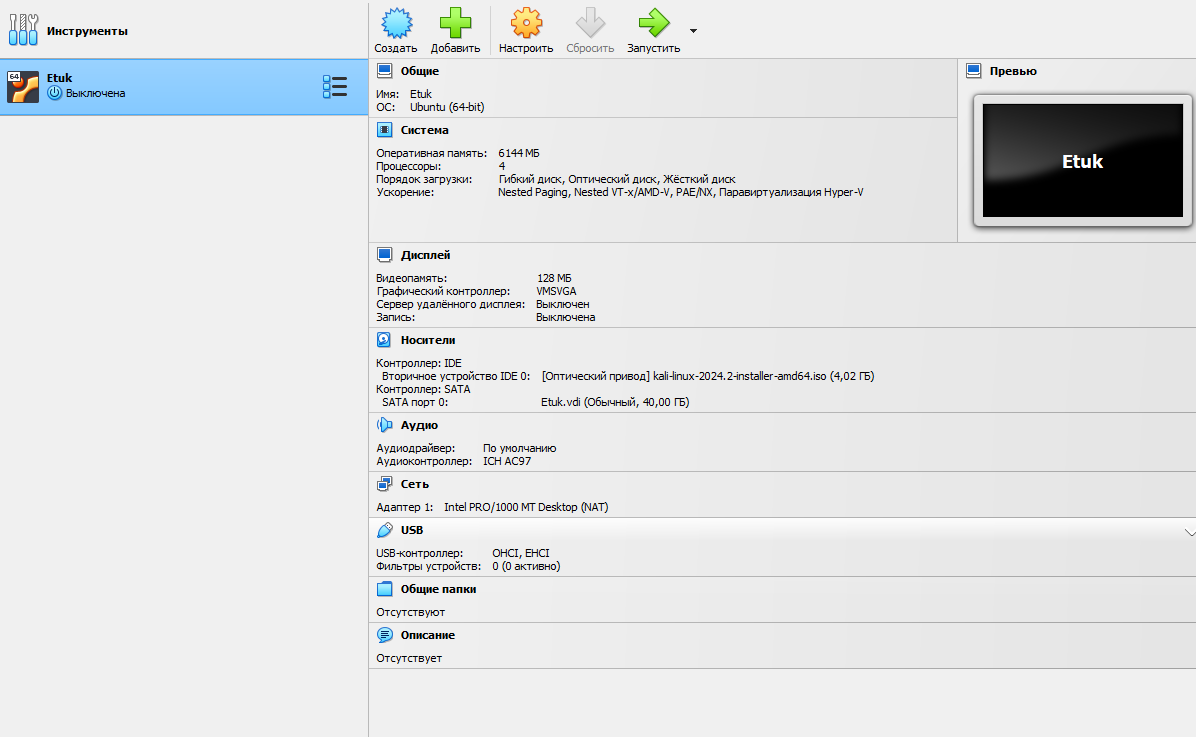 Инструменты
Создать Добавить Настроить Сбросить Запустить
64
Etuk
Выключена
Общие
Имя: Etuk
ОС: Ubuntu (64-bit)
Превью
Etuk
Система
Оперативная память: 6144 МБ
Процессоры: 4
Порядок загрузки: Гибкий диск, Оптический диск, Жёсткий диск
Ускорение: Nested Paging, Nested VT-x/AMD-V, PAE/NX, Паравиртуализация Hyper-V
Дисплей
Видеопамять: 128 МБ
Графический контроллер: VMSVGA
Сервер удалённого дисплея: Выключен
Запись: Выключена
Носители
Контроллер: IDE
Вторичное устройство IDE 0: [Оптический привод] kali-linux-2024.2-installer-amd64.iso (4,02 ГБ)
Контроллер: SATA
SATA порт 0: Etuk.vdi (Обычный, 40,00 ГБ)
Аудио
Аудиодрайвер: По умолчанию
Аудиоконтроллер: ICH AC97
Сеть
Адаптер 1: Intel PRO/1000 MT Desktop (NAT)
USB
USB-контроллер: OHCI, EHCI
Фильтры устройств: 0 (0 активно)
Общие папки
Отсутствуют
Описание
Отсутствует